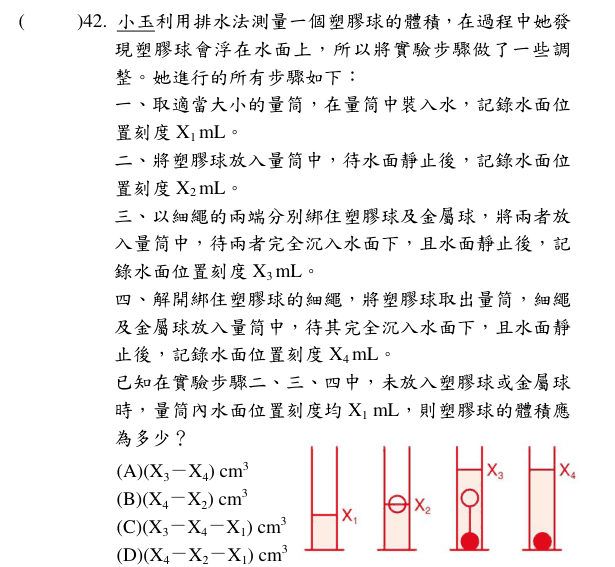 (　　)42. 小玉利用排水法測量一個塑膠球的體積，在過程中她發
現塑膠球會浮在水面上，所以將實驗步驟做了一些調
整。她進行的所有步驟如下：
一、取適當大小的量筒，在量筒中裝入水，記錄水面位
置刻度 X₁ mL。
二、將塑膠球放入量筒中，待水面靜止後，記錄水面位
置刻度 X₂ mL。
三、以細繩的兩端分別綁住塑膠球及金屬球，將兩者放
入量筒中，待兩者完全沉入水面下，且水面靜止後，記
錄水面位置刻度 X₃ mL。
四、解開綁住塑膠球的細繩，將塑膠球取出量筒，細繩
及金屬球放入量筒中，待其完全沉入水面下，且水面靜
止後，記錄水面位置刻度 X₄ mL。
已知在實驗步驟二、三、四中，未放入塑膠球或金屬球
時，量筒內水面位置刻度均 X₁ mL，則塑膠球的體積應
為多少？
(A)(X₃－X₄) cm³
(B)(X₄－X₂) cm³
(C)(X₃－X₄－X₁) cm³
(D)(X₄－X₂－X₁) cm³
X₁
X₂
X₃
X₄